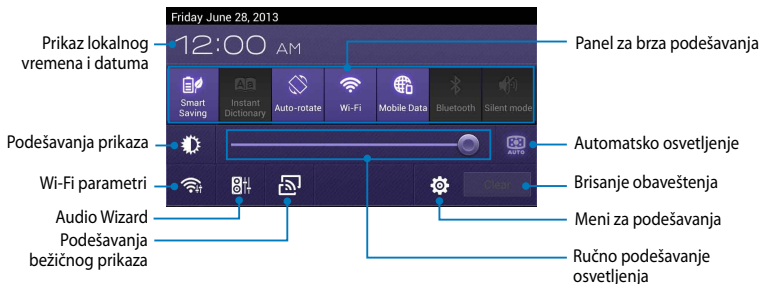 Friday June 28, 2013
12:00 AM
Prikaz lokalnog
vremena i datuma
Panel za brza podešavanja
Smart
Saving
Instant
Dictionary
Auto-rotate
Wi-Fi
Mobile Data
Bluetooth
Silent mode
Podešavanja prikaza
AUTO
Automatsko osvetljenje
Wi-Fi parametri
Clear
Brisanje obaveštenja
Audio Wizard
Meni za podešavanja
Podešavanja
bežičnog prikaza
Ručno podešavanje
osvetljenja